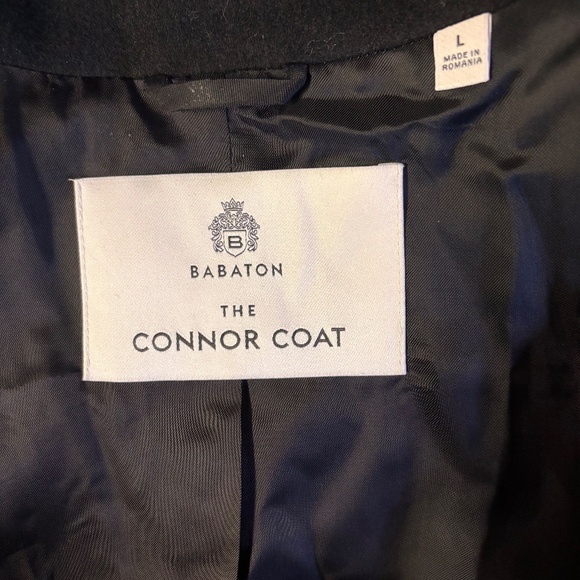 L
MADE IN
ROMANIA
B
BABATON
THE
CONNOR COAT